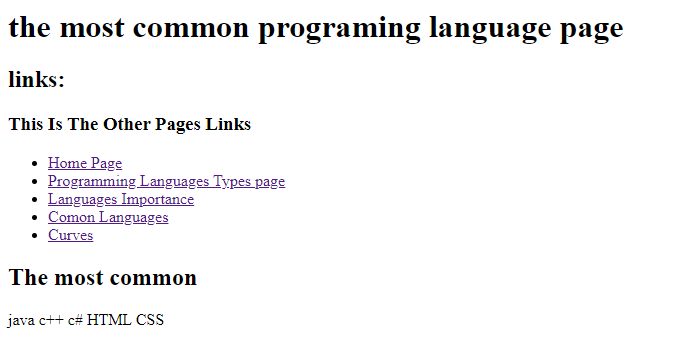 the most common programing language page
links:
This Is The Other Pages Links
Home Page
Programming Languages Types page
Languages Importance
Comon Languages
Curves
The most common
java c++ c# HTML CSS